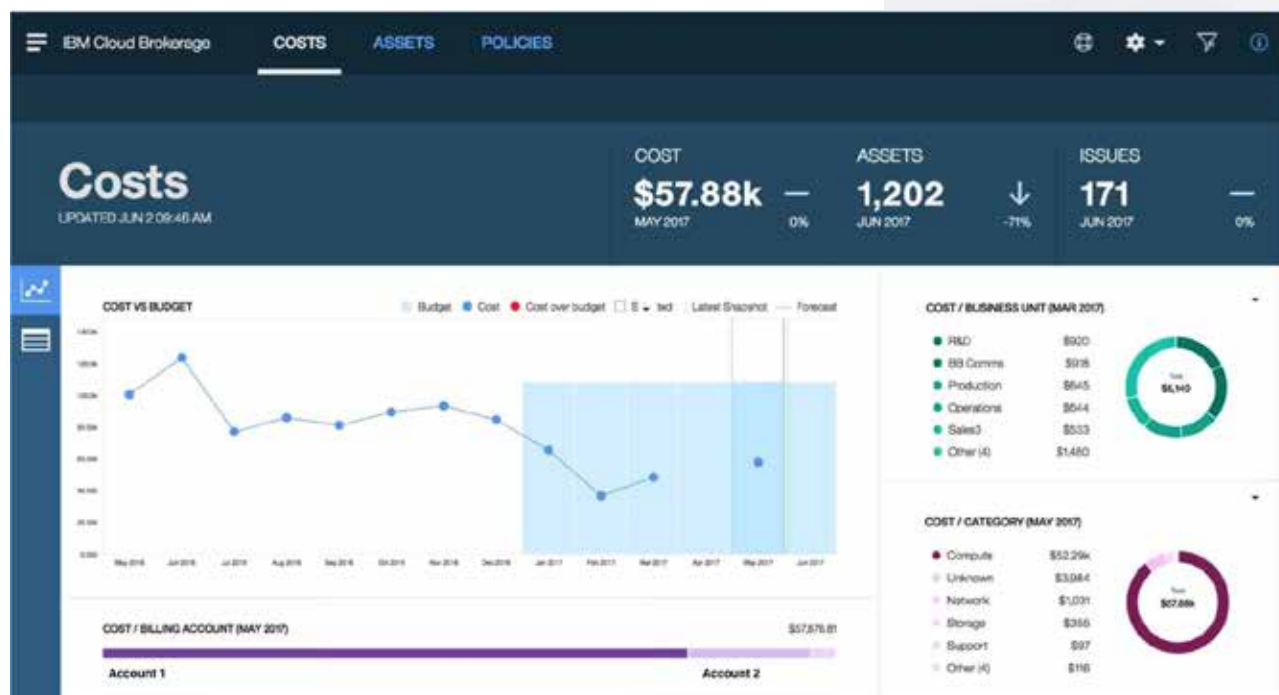 IBM Cloud Brokerage COSTS ASSETS POLICIES
Costs
UPDATED JUN 2 09:46 AM
COST
$57.88k
MAY 2017 0%
ASSETS
1,202
JUN 2017 -71%
ISSUES
171
JUN 2017 0%
COST VS BUDGET
Budget Cost Cost over budget Latest Snapshot Forecast
May 2016 Jun 2016 Jul 2016 Aug 2016 Sep 2016 Oct 2016 Nov 2016 Dec 2016 Jan 2017 Feb 2017 Mar 2017 Apr 2017 May 2017 Jun 2017
COST / BILLING ACCOUNT (MAY 2017) $57,876.81
Account 1 Account 2
COST / BUSINESS UNIT (MAR 2017)
R&D $920
BB Comms $918
Production $645
Operations $644
Sales3 $533
Other (4) $1,480
Total
$5,140
COST / CATEGORY (MAY 2017)
Compute $52.29k
Unknown $3,984
Network $1,031
Storage $355
Support $97
Other (4) $116
Total
$57.88k